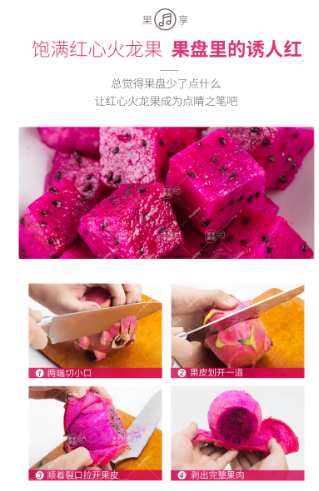 果 享
饱满红心火龙果 果盘里的诱人红
总觉得果盘少了点什么
让红心火龙果成为点睛之笔吧
1 两端切小口
2 果皮划开一道
3 顺着裂口拉开果皮
4 剥出完整果肉